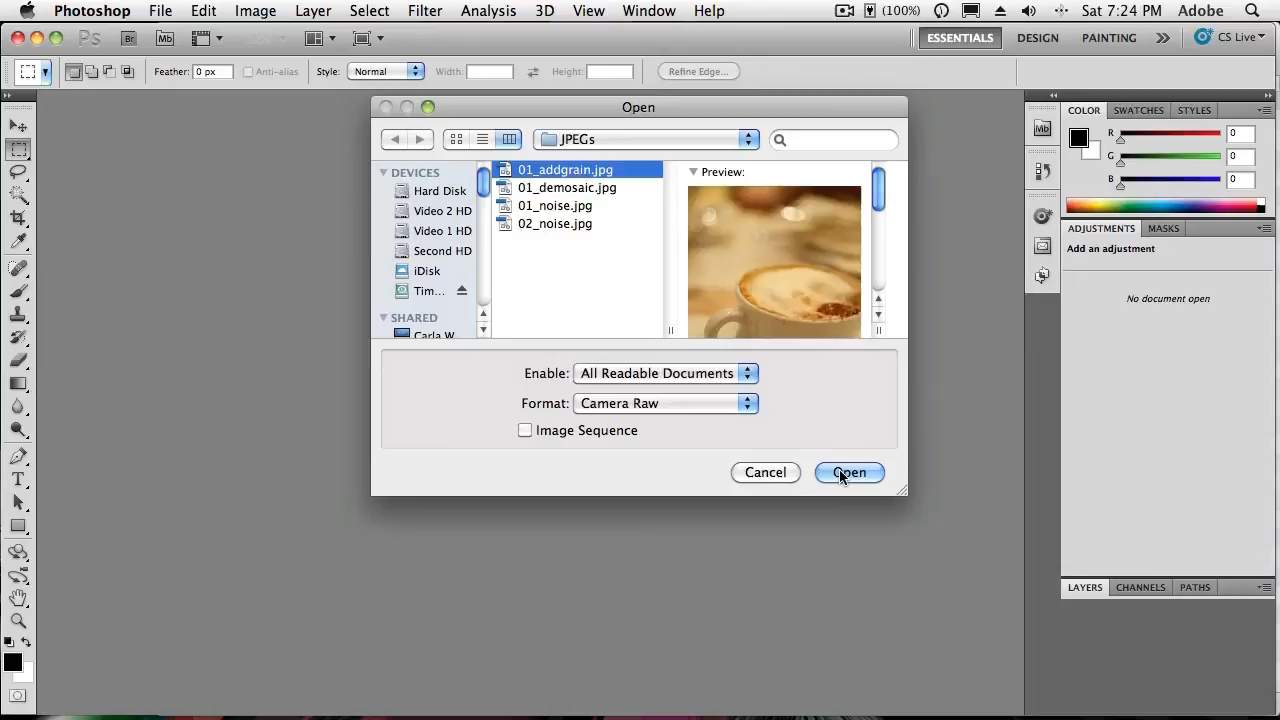 Photoshop File Edit Image Layer Select Filter Analysis 3D View Window Help (100%) Sat 7:24 PM Adobe
Ps Br Mb ESSENTIALS DESIGN PAINTING CS Live
Feather: 0 px Anti-alias Style: Normal Width: Height: Refine Edge...
Open
JPEGs
DEVICES
Hard Disk
Video 2 HD
Video 1 HD
Second HD
iDisk
Tim...
SHARED
Carla W
01_addgrain.jpg
01_demosaic.jpg
01_noise.jpg
02_noise.jpg
Preview:
Enable: All Readable Documents
Format: Camera Raw
Image Sequence
Cancel Open
Mb
COLOR SWATCHES STYLES
R 0
G 0
B 0
ADJUSTMENTS MASKS
Add an adjustment
No document open
LAYERS CHANNELS PATHS